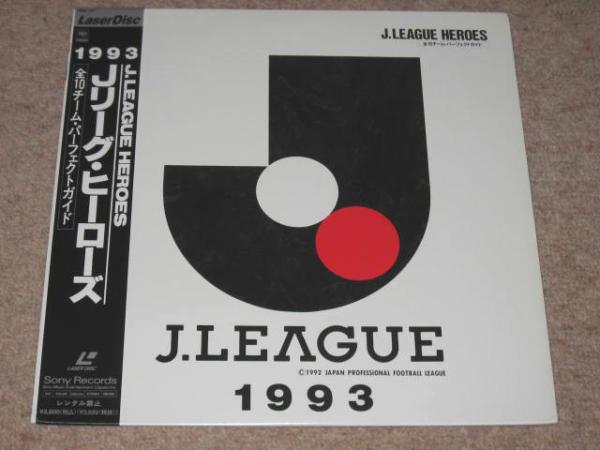 LaserDisc
1993
J.LEAGUE HEROES
Jリーグ・ヒーローズ
全10チーム・パーフェクトガイド
LASER DISC
Sony Records
レンタル禁止
J.LEAGUE HEROES
全10チーム・パーフェクトガイド
J.LEAGUE
©1992 JAPAN PROFESSIONAL FOOTBALL LEAGUE
1993